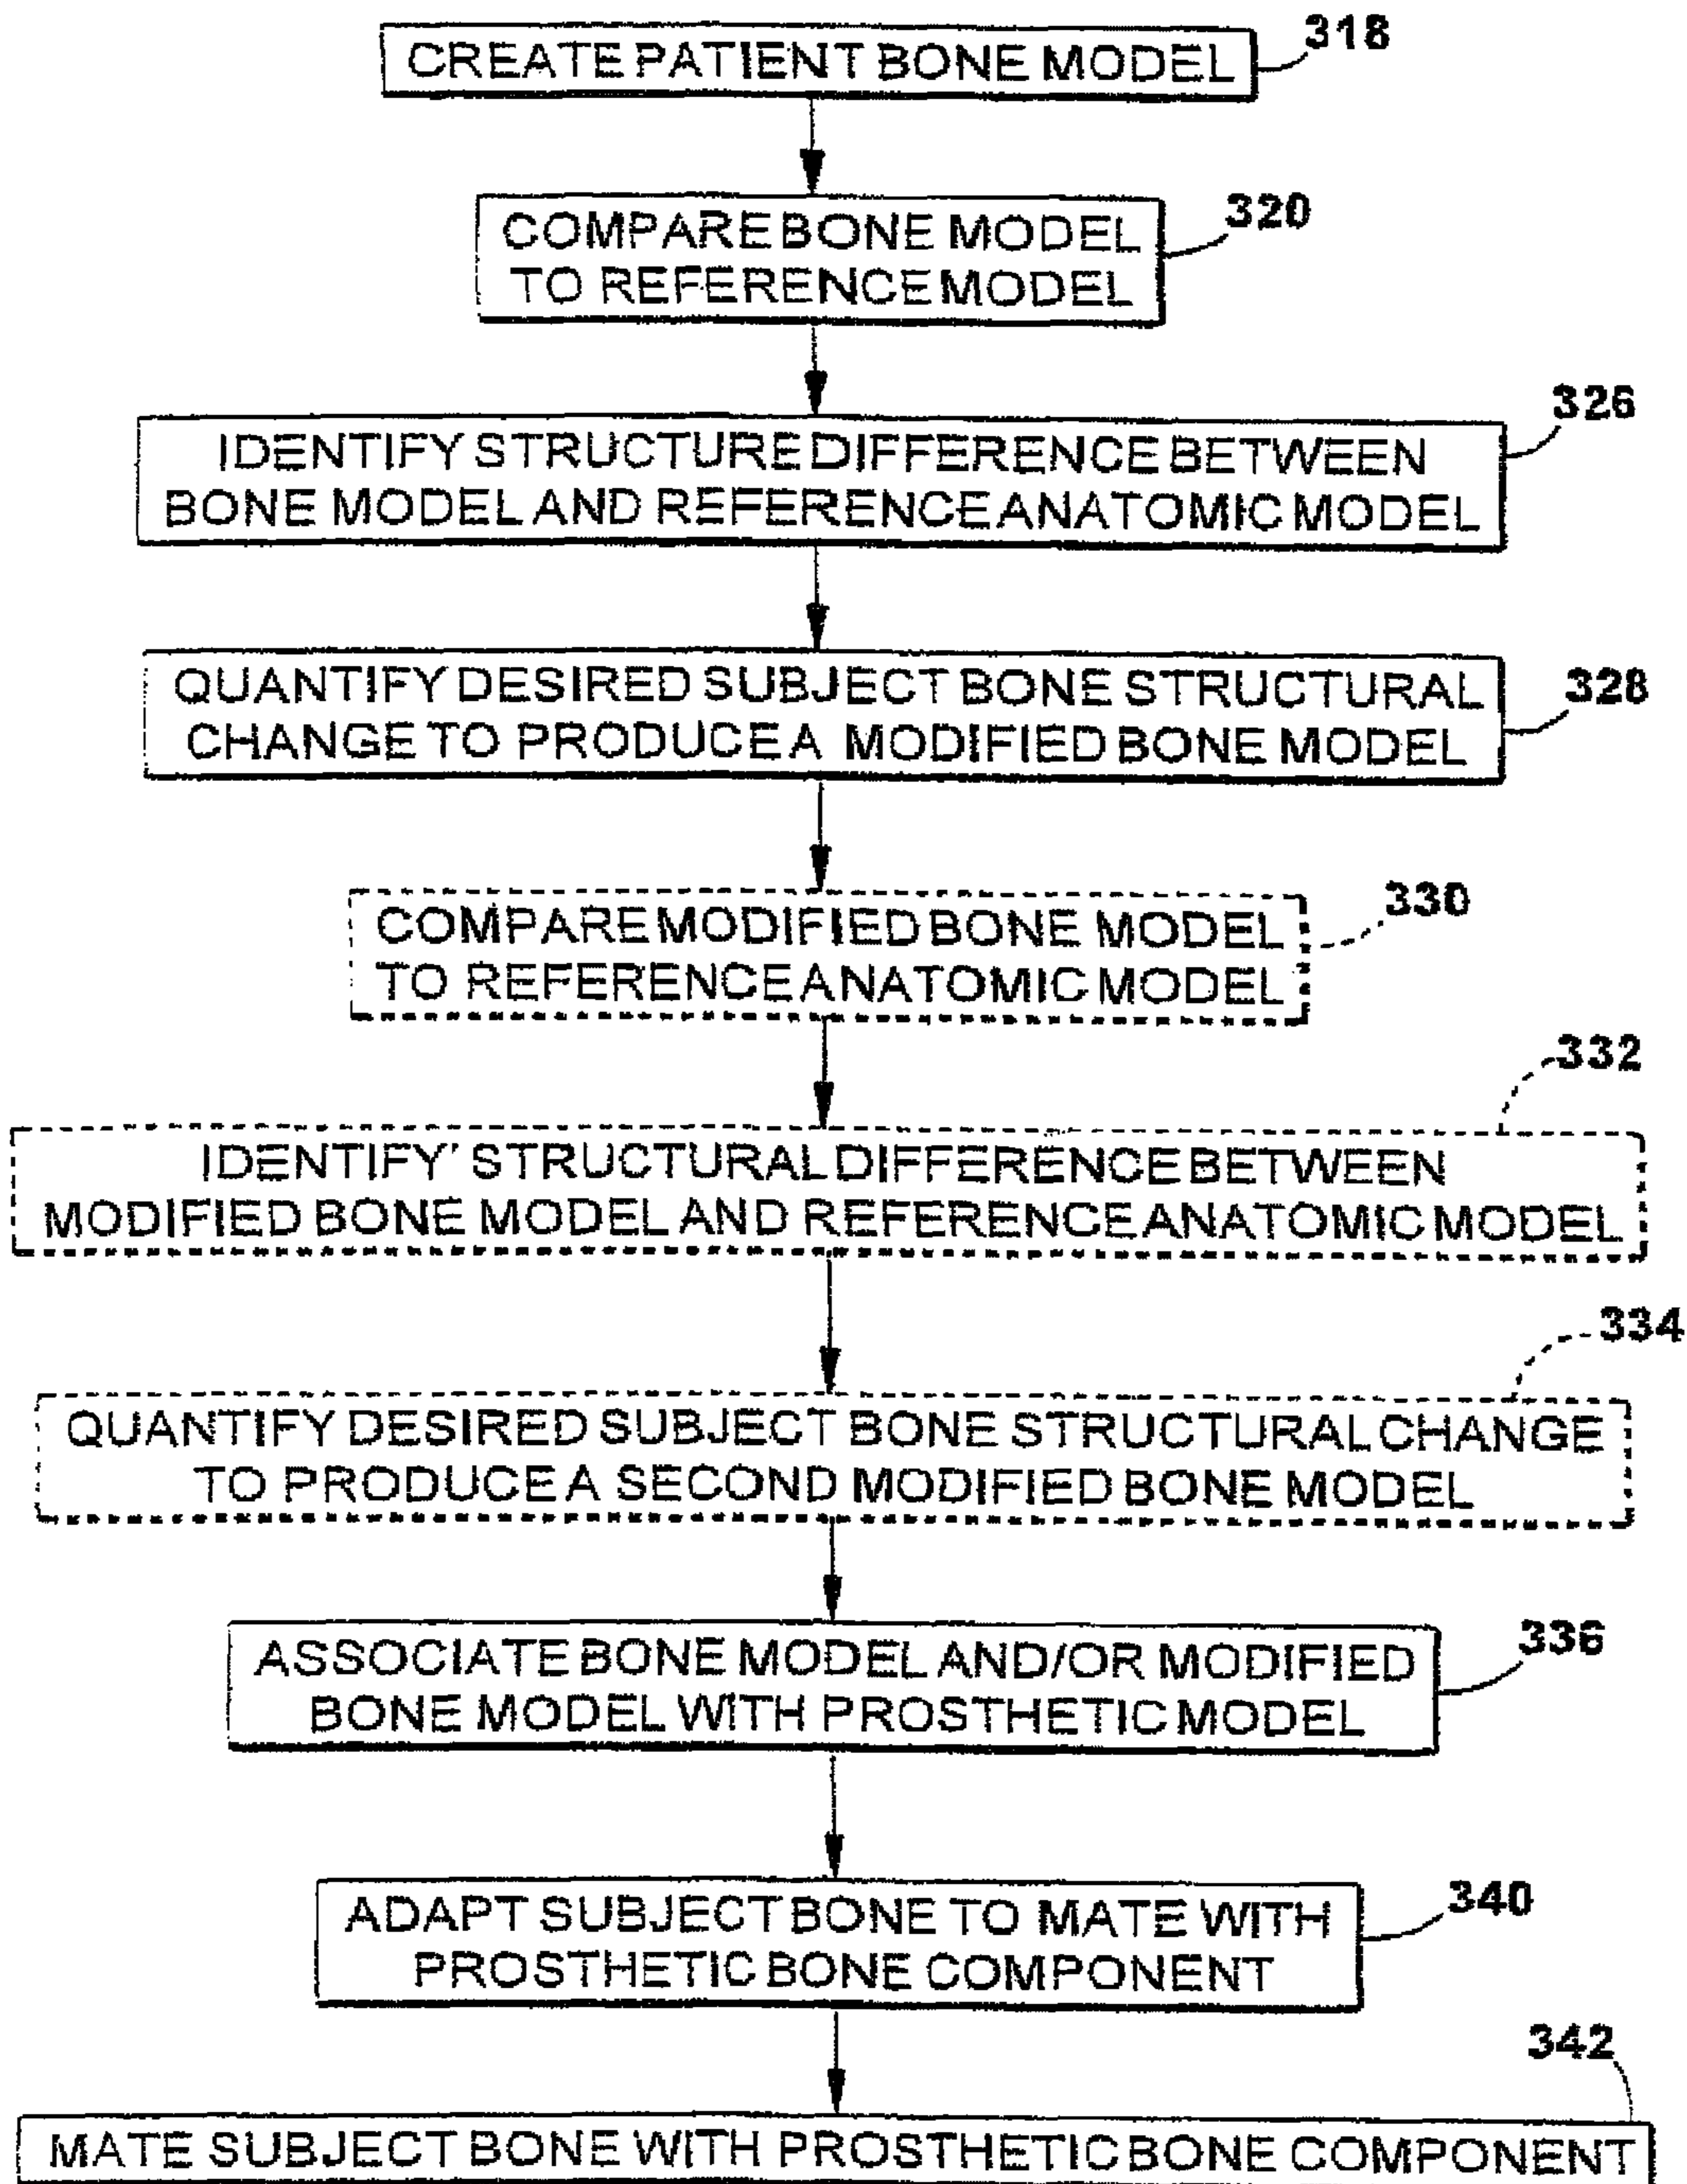 318
CREATE PATIENT BONE MODEL
320
COMPARE BONE MODEL
TO REFERENCE MODEL
326
IDENTIFY STRUCTURE DIFFERENCE BETWEEN
BONE MODEL AND REFERENCE ANATOMIC MODEL
328
QUANTIFY DESIRED SUBJECT BONE STRUCTURAL
CHANGE TO PRODUCE A MODIFIED BONE MODEL
330
COMPARE MODIFIED BONE MODEL
TO REFERENCE ANATOMIC MODEL
332
IDENTIFY STRUCTURAL DIFFERENCE BETWEEN
MODIFIED BONE MODEL AND REFERENCE ANATOMIC MODEL
334
QUANTIFY DESIRED SUBJECT BONE STRUCTURAL CHANGE
TO PRODUCE A SECOND MODIFIED BONE MODEL
336
ASSOCIATE BONE MODEL AND/OR MODIFIED
BONE MODEL WITH PROSTHETIC MODEL
340
ADAPT SUBJECT BONE TO MATE WITH
PROSTHETIC BONE COMPONENT
342
MATE SUBJECT BONE WITH PROSTHETIC BONE COMPONENT